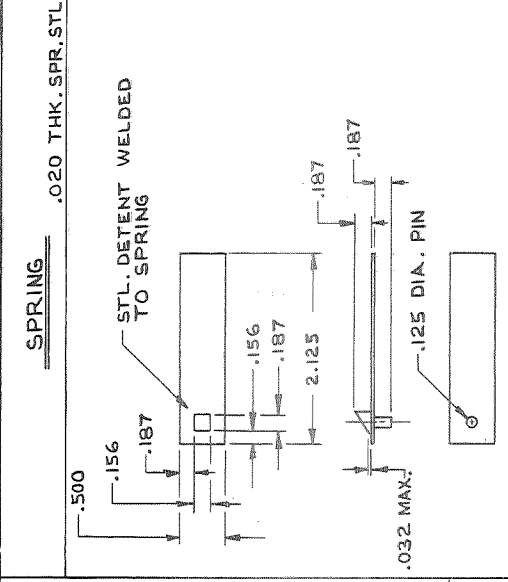 SPRING
.020 THK. SPR. STL
STL. DETENT WELDED
TO SPRING
.500
.156
.187
.156
.187
2.125
.187
.187
.032 MAX.
.125 DIA. PIN